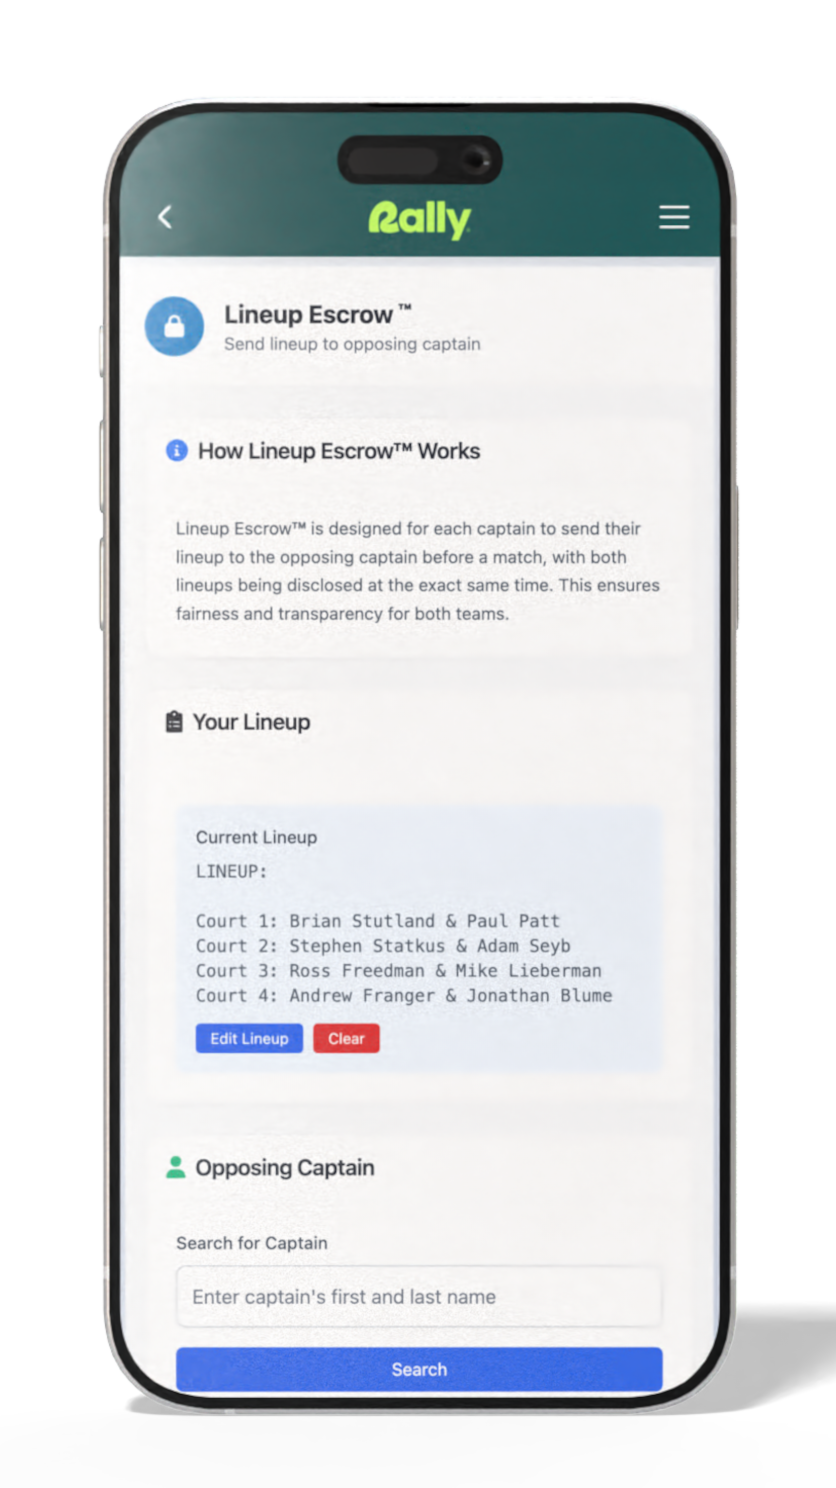 Rally
Lineup Escrow ™
Send lineup to opposing captain
How Lineup Escrow™ Works
Lineup Escrow™ is designed for each captain to send their
lineup to the opposing captain before a match, with both
lineups being disclosed at the exact same time. This ensures
fairness and transparency for both teams.
Your Lineup
Current Lineup
LINEUP:
Court 1: Brian Stutland & Paul Patt
Court 2: Stephen Statkus & Adam Seyb
Court 3: Ross Freedman & Mike Lieberman
Court 4: Andrew Franger & Jonathan Blume
Edit Lineup Clear
Opposing Captain
Search for Captain
Enter captain's first and last name
Search